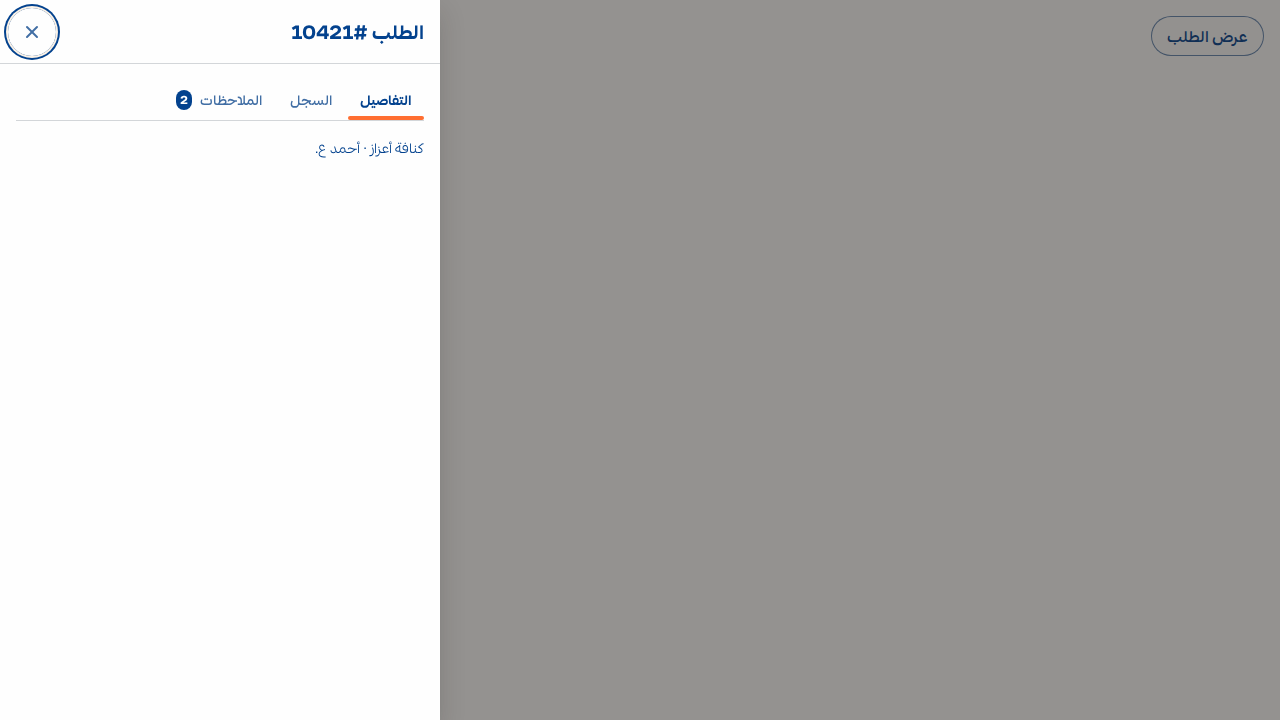 عرض الطلب
الطلب #10421
التفاصيل السجل الملاحظات 2
كنافة أعزاز · أحمد ع.